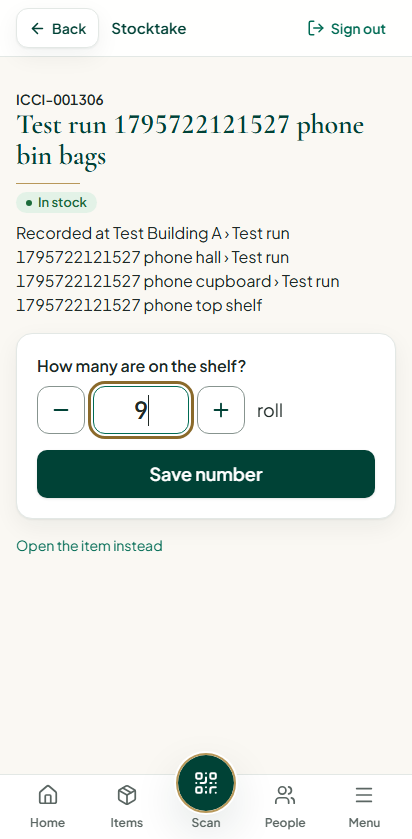 Back
Stocktake
Sign out
ICCI-001306
Test run 1795722121527 phone
bin bags
In stock
Recorded at Test Building A › Test run
1795722121527 phone hall › Test run
1795722121527 phone cupboard › Test run
1795722121527 phone top shelf
How many are on the shelf?
9
roll
Save number
Open the item instead
Home
Items
Scan
People
Menu